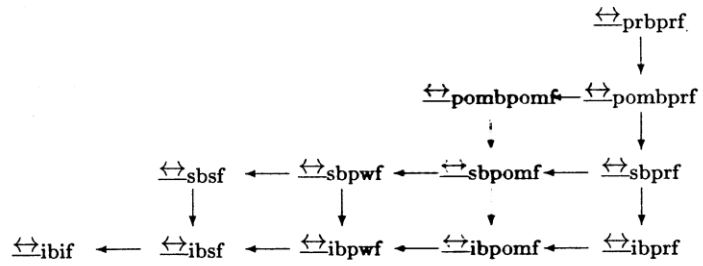 ↔prbprf
↔pombpomf ↔pombprf
↔sbsf ↔sbpwf ↔sbpomf ↔sbprf
↔ibif ↔ibsf ↔ibpwf ↔ibpomf ↔ibprf